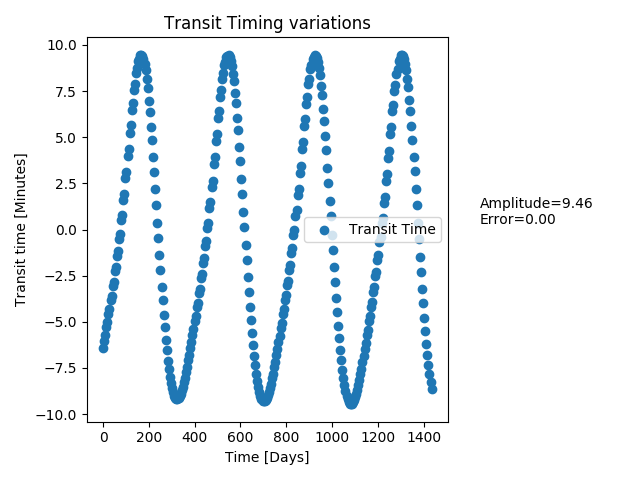 Transit Timing variations
Transit time [Minutes]
10.0
7.5
5.0
2.5
0.0
−2.5
−5.0
−7.5
−10.0
Transit Time
Amplitude=9.46
Error=0.00
0 200 400 600 800 1000 1200 1400
Time [Days]